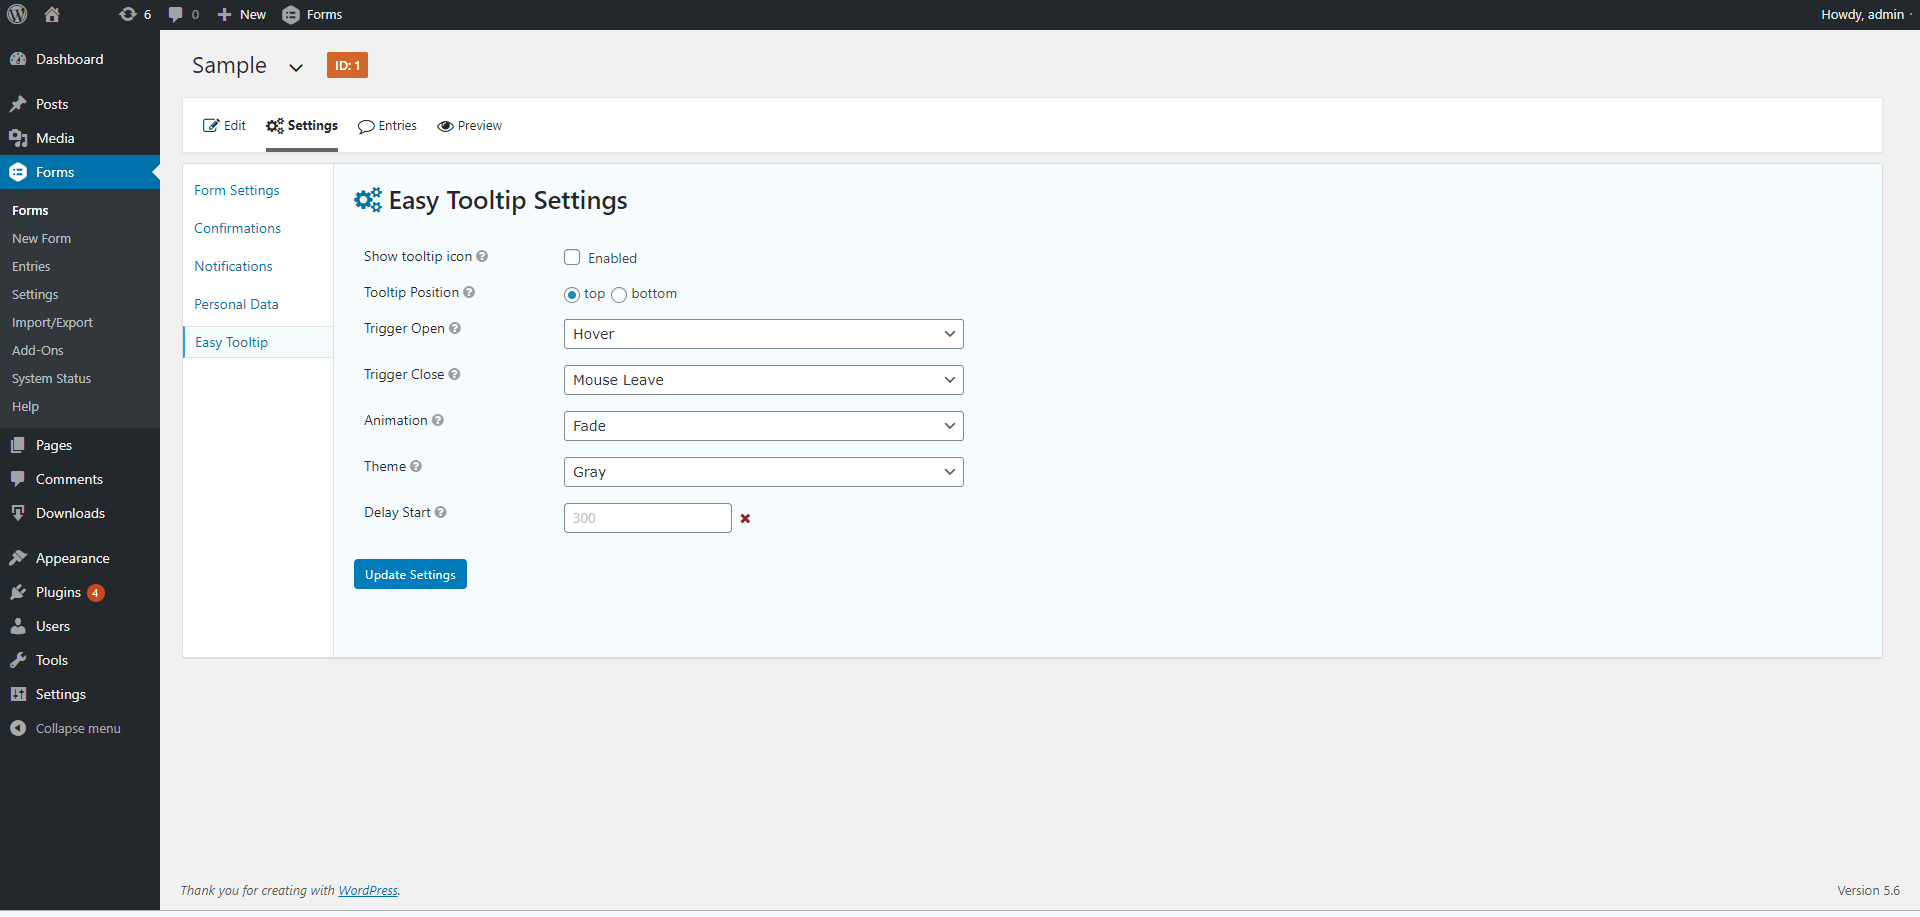 6 0 New Forms Howdy, admin
Dashboard
Posts
Media
Forms
Forms
New Form
Entries
Settings
Import/Export
Add-Ons
System Status
Help
Pages
Comments
Downloads
Appearance
Plugins 4
Users
Tools
Settings
Collapse menu
Sample ID: 1
Edit Settings Entries Preview
Form Settings
Confirmations
Notifications
Personal Data
Easy Tooltip
Easy Tooltip Settings
Show tooltip icon Enabled
Tooltip Position top bottom
Trigger Open Hover
Trigger Close Mouse Leave
Animation Fade
Theme Gray
Delay Start 300
Update Settings
Thank you for creating with WordPress. Version 5.6